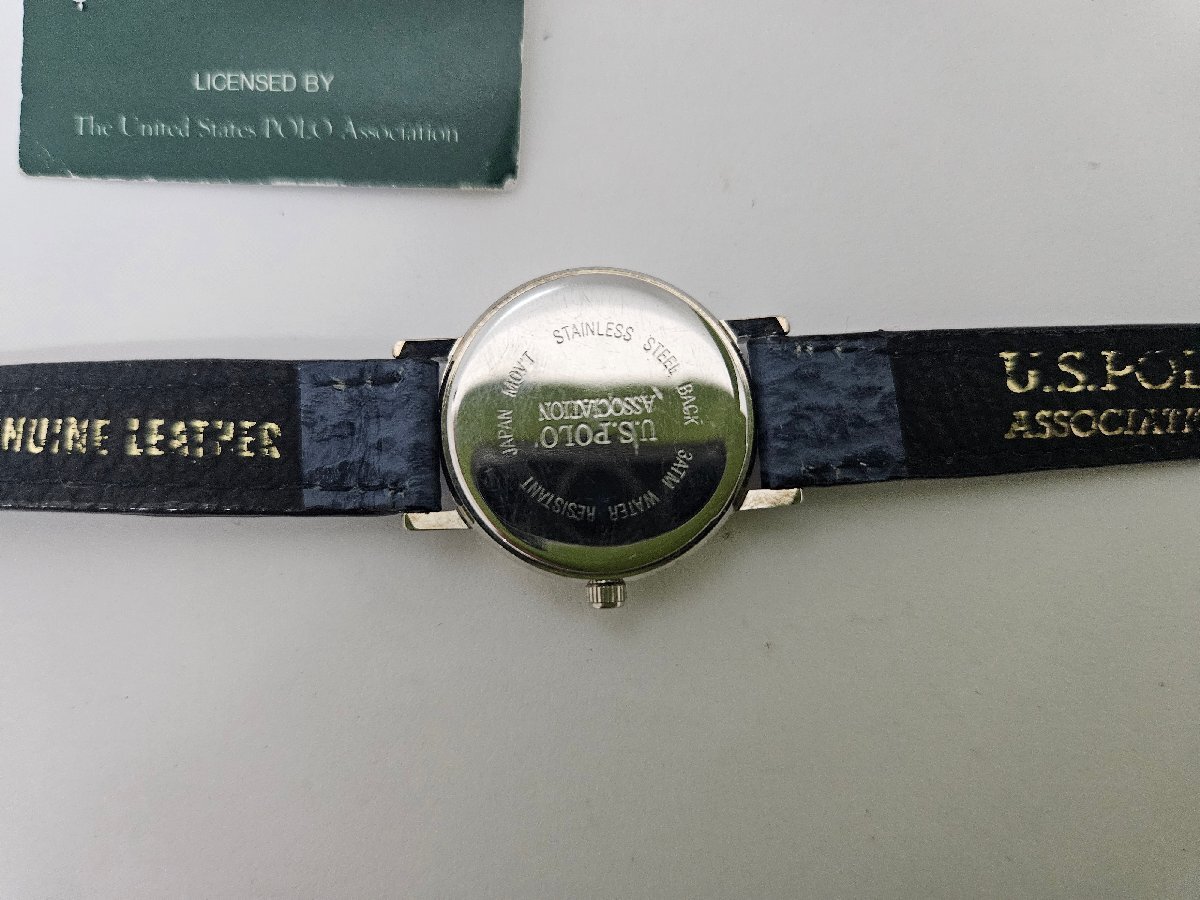 LICENSED BY
The United States POLO Association
STAINLESS STEEL BACK
3ATM WATER RESISTANT
JAPAN MOV'T
U.S.POLO
ASSOCIATION
NUINE LEATHER
U.S.POL
ASSOCIATI